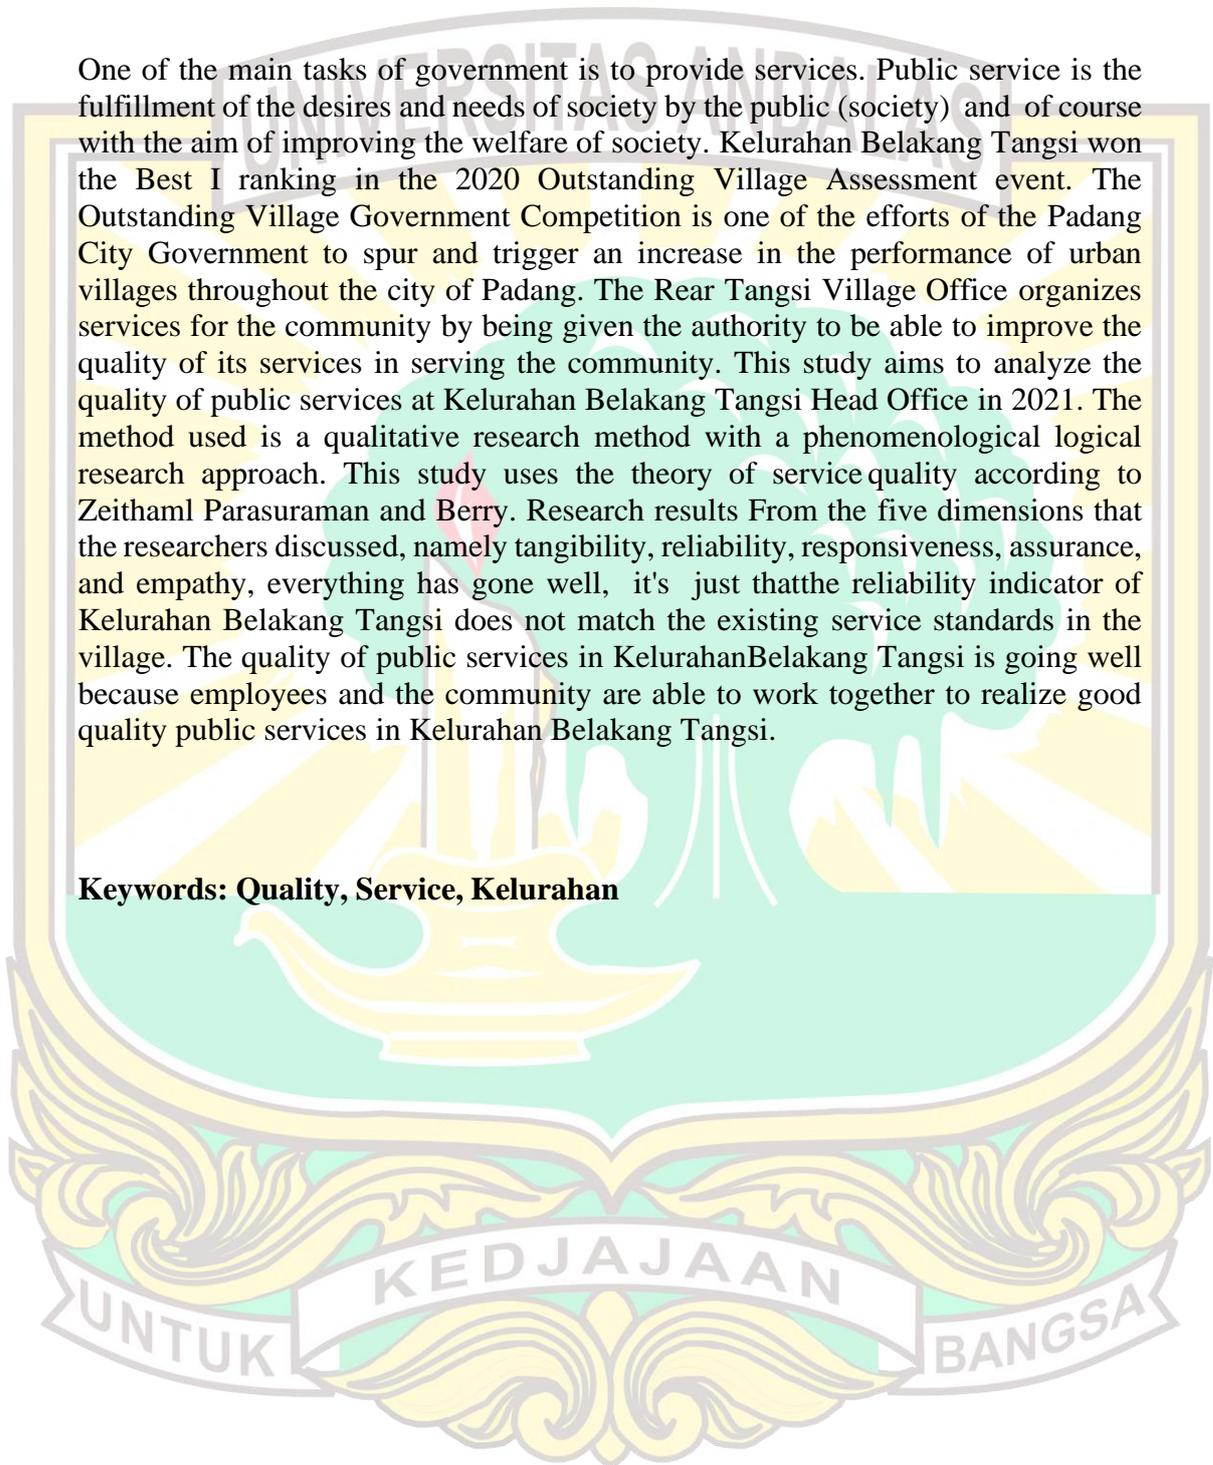 UNIVERSITAS ANDALAS
One of the main tasks of government is to provide services. Public service is the
fulfillment of the desires and needs of society by the public (society) and of course
with the aim of improving the welfare of society. Kelurahan Belakang Tangsi won
the Best I ranking in the 2020 Outstanding Village Assessment event. The
Outstanding Village Government Competition is one of the efforts of the Padang
City Government to spur and trigger an increase in the performance of urban
villages throughout the city of Padang. The Rear Tangsi Village Office organizes
services for the community by being given the authority to be able to improve the
quality of its services in serving the community. This study aims to analyze the
quality of public services at Kelurahan Belakang Tangsi Head Office in 2021. The
method used is a qualitative research method with a phenomenological logical
research approach. This study uses the theory of service quality according to
Zeithaml Parasuraman and Berry. Research results From the five dimensions that
the researchers discussed, namely tangibility, reliability, responsiveness, assurance,
and empathy, everything has gone well, it's just thatthe reliability indicator of
Kelurahan Belakang Tangsi does not match the existing service standards in the
village. The quality of public services in KelurahanBelakang Tangsi is going well
because employees and the community are able to work together to realize good
quality public services in Kelurahan Belakang Tangsi.
Keywords: Quality, Service, Kelurahan
UNTUK KEDJAJAAN BANGSA